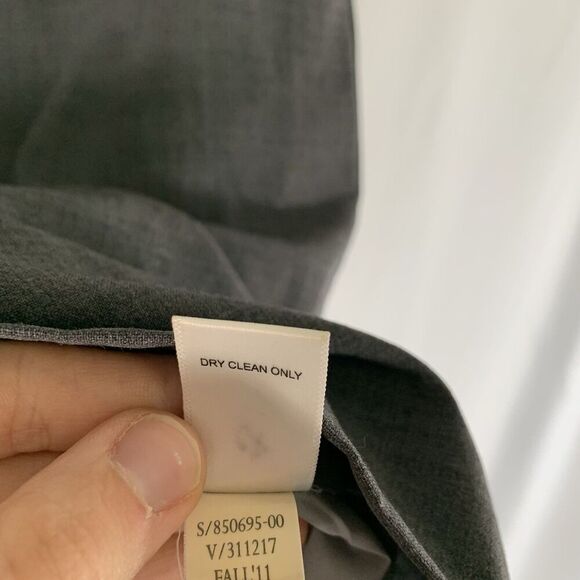 DRY CLEAN ONLY
S/850695-00
V/311217
FALL'11